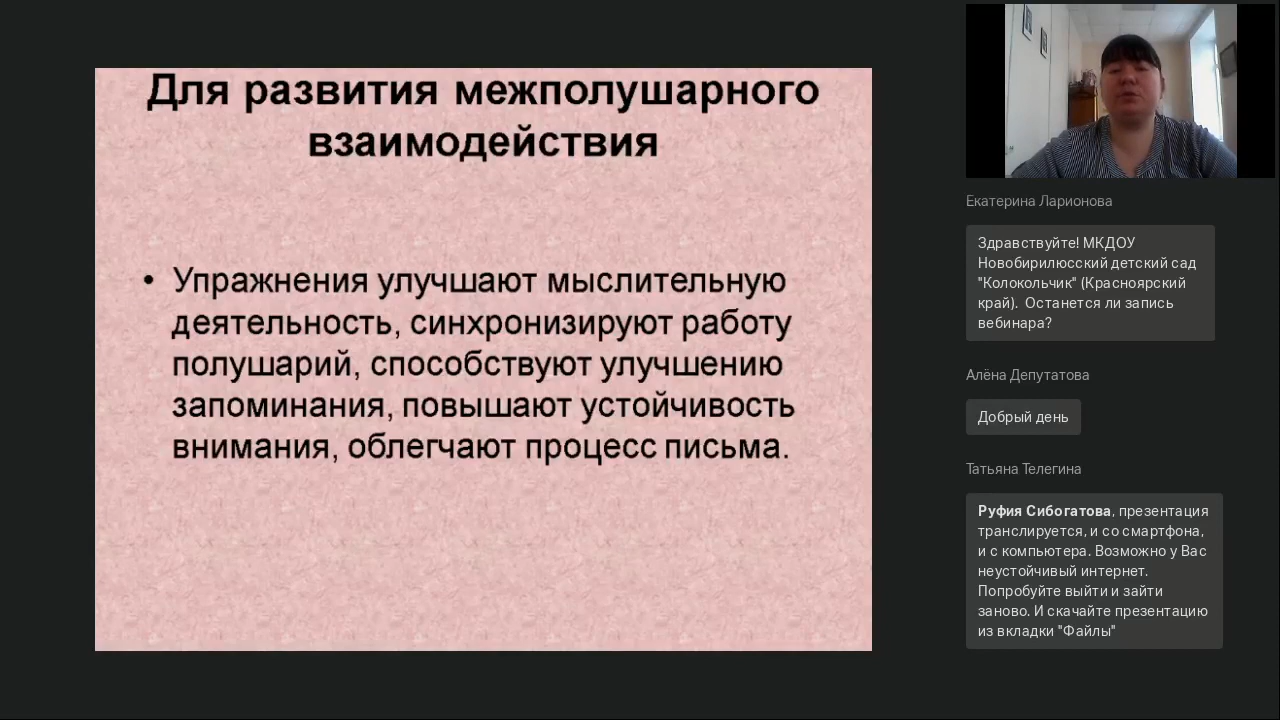 Для развития межполушарного
взаимодействия
• Упражнения улучшают мыслительную
деятельность, синхронизируют работу
полушарий, способствуют улучшению
запоминания, повышают устойчивость
внимания, облегчают процесс письма.
Екатерина Ларионова
Здравствуйте! МКДОУ
Новобирилюсский детский сад
"Колокольчик" (Красноярский
край). Останется ли запись
вебинара?
Алёна Депутатова
Добрый день
Татьяна Телегина
Руфия Сибогатова, презентация
транслируется, и со смартфона,
и с компьютера. Возможно у Вас
неустойчивый интернет.
Попробуйте выйти и зайти
заново. И скачайте презентацию
из вкладки "Файлы"